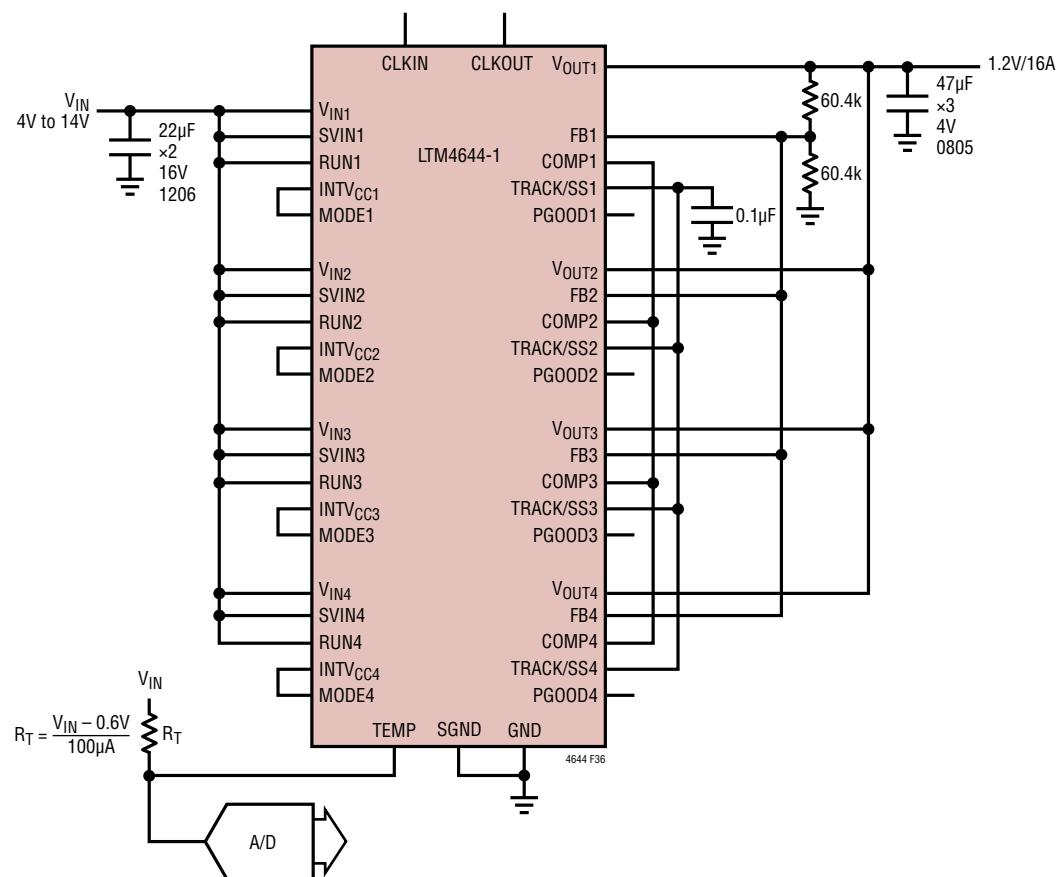 CLKIN
CLKOUT
VOUT1
1.2V/16A
VIN
4V to 14V
22µF
×2
16V
1206
VIN1
SVIN1
RUN1
INTVCC1
MODE1
LTM4644-1
FB1
COMP1
TRACK/SS1
PGOOD1
60.4k
60.4k
47µF
×3
4V
0805
0.1µF
VIN2
SVIN2
RUN2
INTVCC2
MODE2
VOUT2
FB2
COMP2
TRACK/SS2
PGOOD2
VIN3
SVIN3
RUN3
INTVCC3
MODE3
VOUT3
FB3
COMP3
TRACK/SS3
PGOOD3
VIN4
SVIN4
RUN4
INTVCC4
MODE4
VOUT4
FB4
COMP4
TRACK/SS4
PGOOD4
TEMP
SGND
GND
4644 F36
VIN
RT = VIN – 0.6V
100µA
RT
A/D